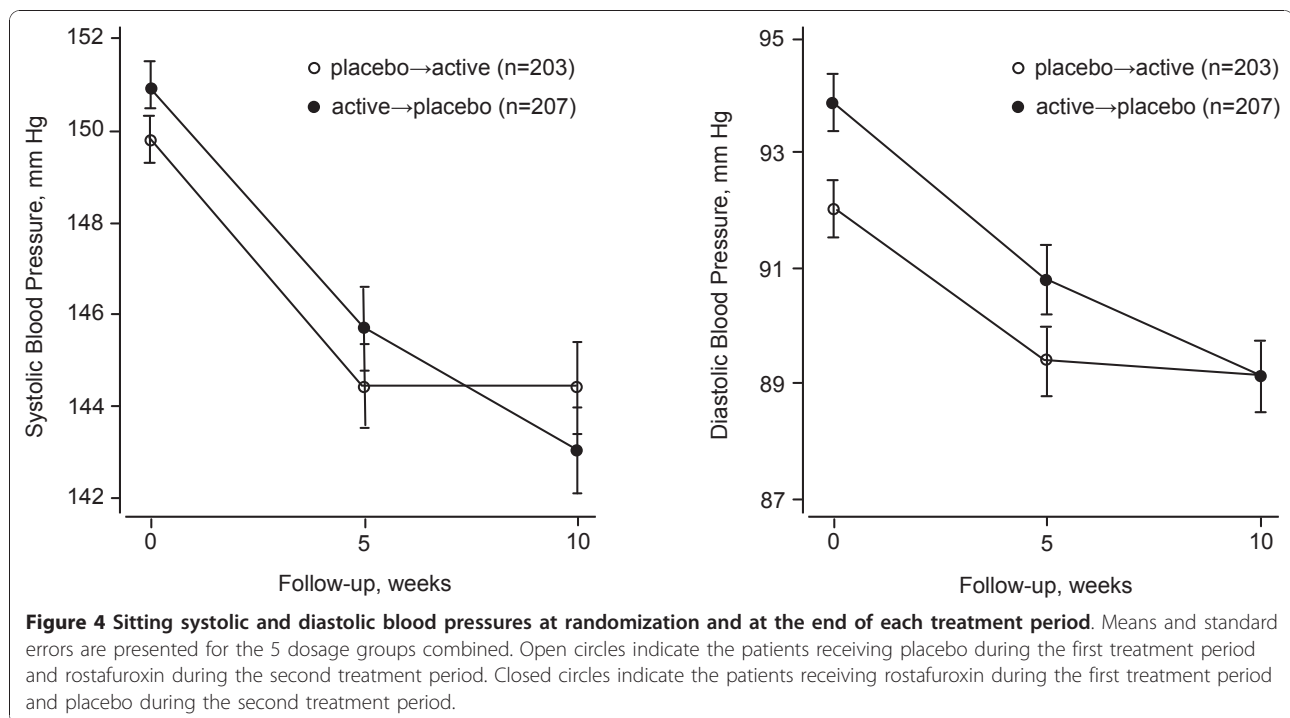 152
150
148
146
144
142
Systolic Blood Pressure, mm Hg
○ placebo→active (n=203)
● active→placebo (n=207)
0 5 10
Follow-up, weeks
95
93
91
89
87
Diastolic Blood Pressure, mm Hg
○ placebo→active (n=203)
● active→placebo (n=207)
0 5 10
Follow-up, weeks
Figure 4 Sitting systolic and diastolic blood pressures at randomization and at the end of each treatment period. Means and standard
errors are presented for the 5 dosage groups combined. Open circles indicate the patients receiving placebo during the first treatment period
and rostafuroxin during the second treatment period. Closed circles indicate the patients receiving rostafuroxin during the first treatment period
and placebo during the second treatment period.